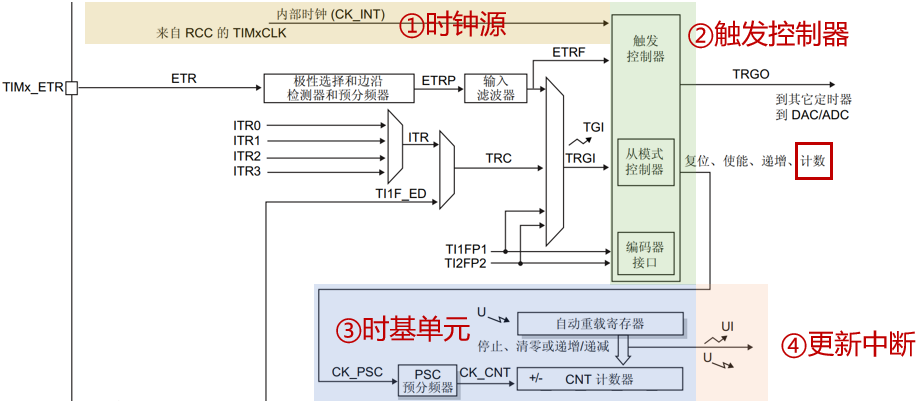 内部时钟 (CK_INT)
①时钟源
来自 RCC 的 TIMxCLK
触发
控制器
②触发控制器
ETRF
TIMx_ETR
ETR
极性选择和边沿
检测器和预分频器
ETRP
输入
滤波器
TRGO
到其它定时器
到 DAC/ADC
ITR0
ITR1
ITR2
ITR3
ITR
TGI
TRC
TRGI
从模式
控制器
复位、使能、递增、计数
TI1F_ED
TI1FP1
TI2FP2
编码器
接口
③时基单元
U
自动重载寄存器
停止、清零或递增/递减
UI
U
④更新中断
CK_PSC
PSC
预分频器
CK_CNT
+/-
CNT 计数器